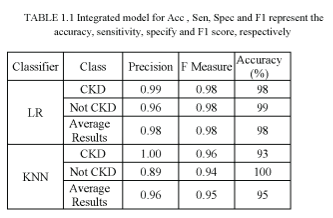 TABLE 1.1 Integrated model for Acc , Sen, Spec and F1 represent the
accuracy, sensitivity, specify and F1 score, respectively
Classifier Class Precision F Measure Accuracy (%)
LR CKD 0.99 0.98 98
Not CKD 0.96 0.98 99
Average Results 0.98 0.98 98
KNN CKD 1.00 0.96 93
Not CKD 0.89 0.94 100
Average Results 0.96 0.95 95